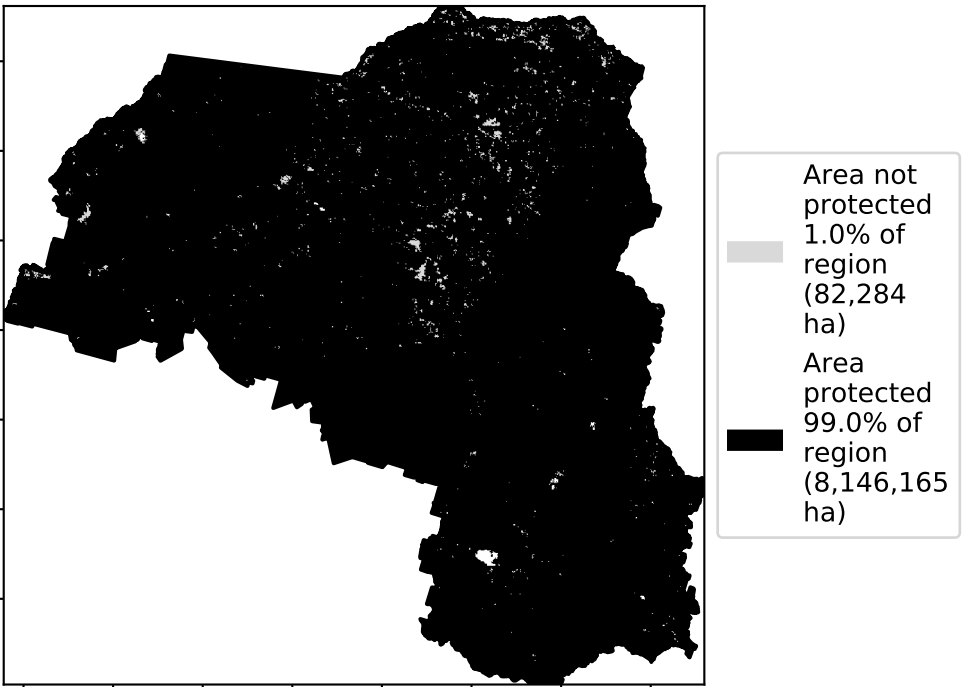 Area not
protected
1.0% of
region
(82,284
ha)
Area
protected
99.0% of
region
(8,146,165
ha)